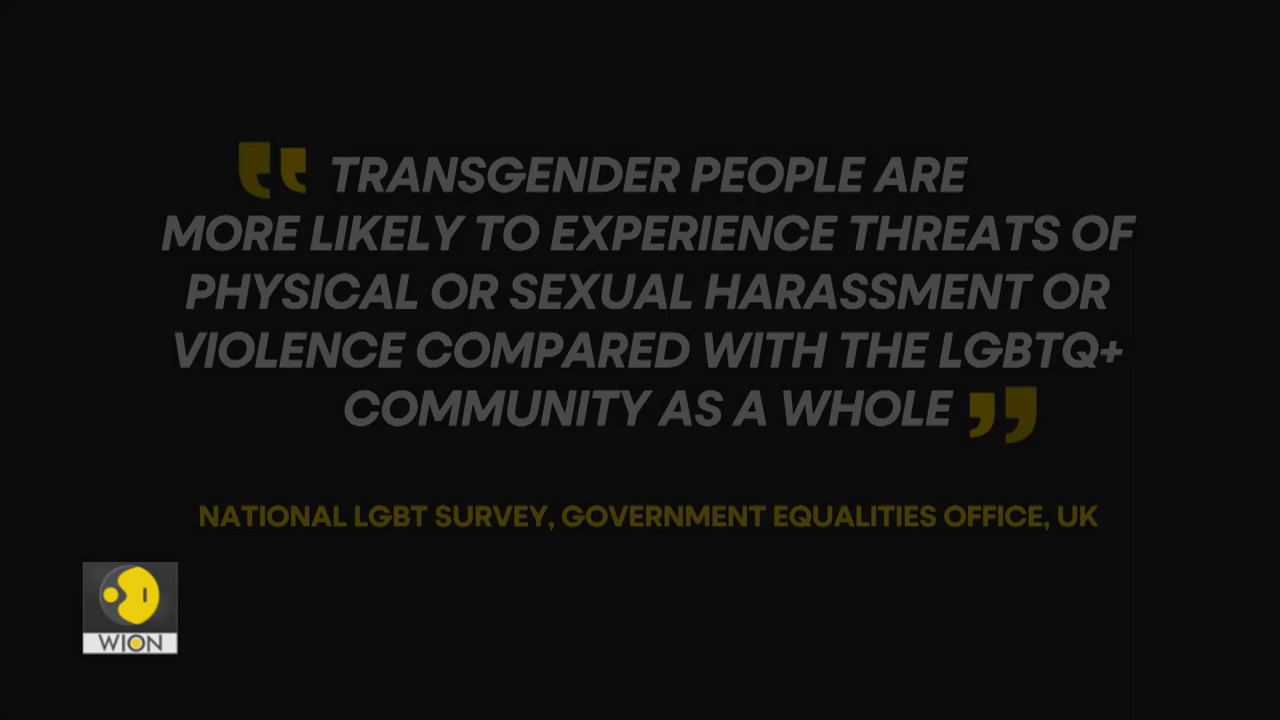 “ TRANSGENDER PEOPLE ARE
MORE LIKELY TO EXPERIENCE THREATS OF
PHYSICAL OR SEXUAL HARASSMENT OR
VIOLENCE COMPARED WITH THE LGBTQ+
COMMUNITY AS A WHOLE ”
NATIONAL LGBT SURVEY, GOVERNMENT EQUALITIES OFFICE, UK
WION